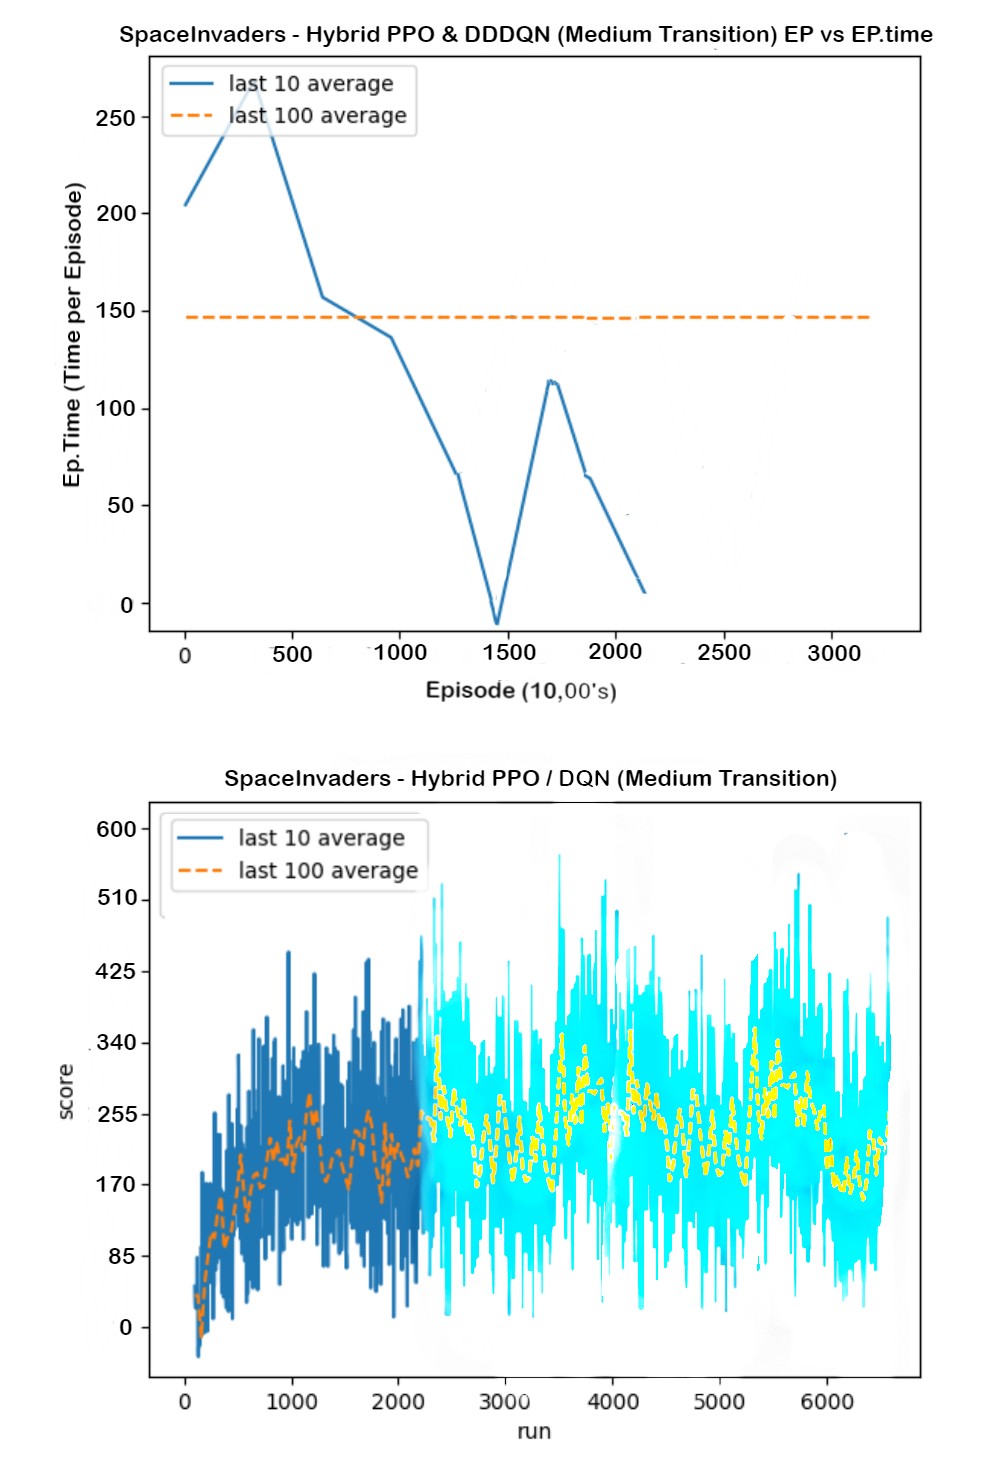 SpaceInvaders - Hybrid PPO & DDDQN (Medium Transition) EP vs EP.time
last 10 average
last 100 average
Ep.Time (Time per Episode)
250
200
150
100
50
0
0 500 1000 1500 2000 2500 3000
Episode (10,00's)
SpaceInvaders - Hybrid PPO / DQN (Medium Transition)
last 10 average
last 100 average
score
600
510
425
340
255
170
85
0
0 1000 2000 3000 4000 5000 6000
run